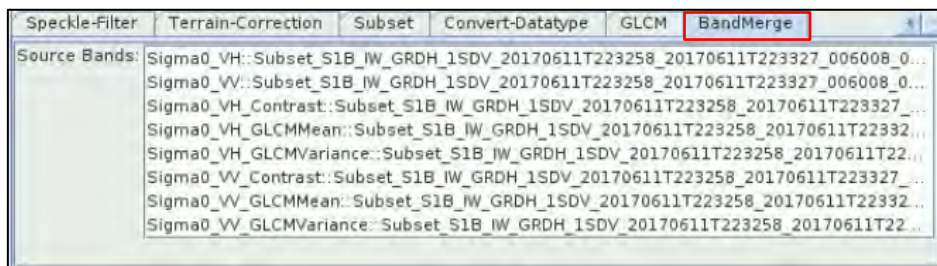 Speckle-Filter Terrain-Correction Subset Convert-Datatype GLCM BandMerge
Source Bands: Sigma0_VH::Subset_S1B_IW_GRDH_1SDV_20170611T223258_20170611T223327_006008_0...
Sigma0_VV::Subset_S1B_IW_GRDH_1SDV_20170611T223258_20170611T223327_006008_0...
Sigma0_VH_Contrast::Subset_S1B_IW_GRDH_1SDV_20170611T223258_20170611T223327_...
Sigma0_VH_GLCMMean::Subset_S1B_IW_GRDH_1SDV_20170611T223258_20170611T22332...
Sigma0_VH_GLCMVariance::Subset_S1B_IW_GRDH_1SDV_20170611T223258_20170611T22...
Sigma0_VV_Contrast::Subset_S1B_IW_GRDH_1SDV_20170611T223258_20170611T223327_...
Sigma0_VV_GLCMMean::Subset_S1B_IW_GRDH_1SDV_20170611T223258_20170611T22332...
Sigma0_VV_GLCMVariance::Subset_S1B_IW_GRDH_1SDV_20170611T223258_20170611T22...